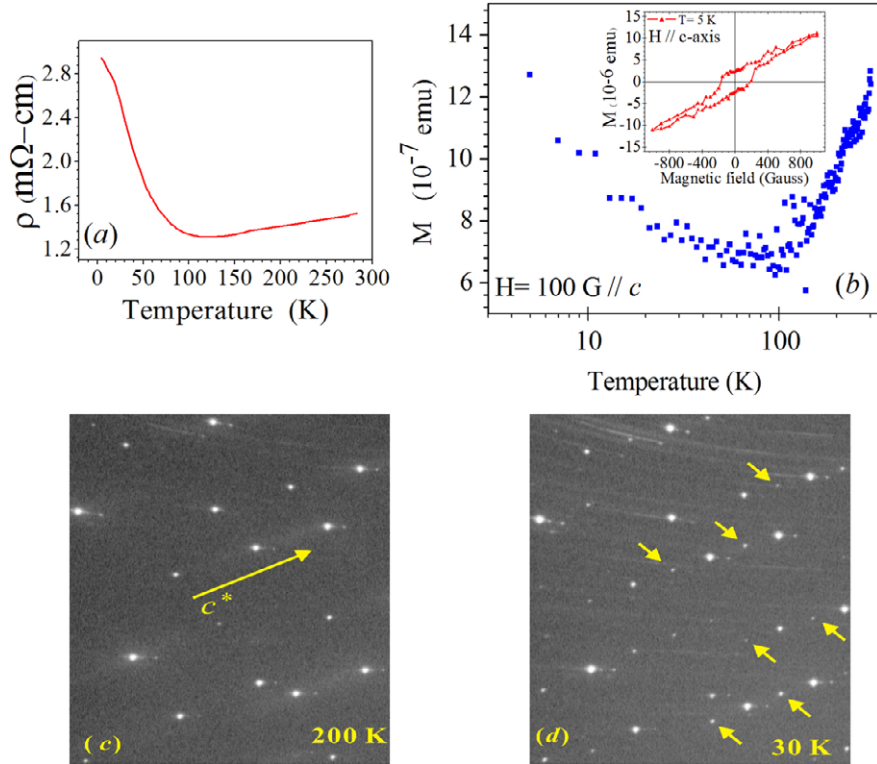 2.8
2.4
2.0
1.6
1.2
ρ (mΩ–cm)
(a)
0 50 100 150 200 250 300
Temperature (K)
14
12
10
8
6
M (10⁻⁷ emu)
H= 100 G // c
(b)
10 100
Temperature (K)
T= 5 K
H // c-axis
15
10
5
0
-5
-10
-15
M (10⁻⁶ emu)
-800 -400 0 400 800
Magnetic field (Gauss)
c*
(c)
200 K
(d)
30 K